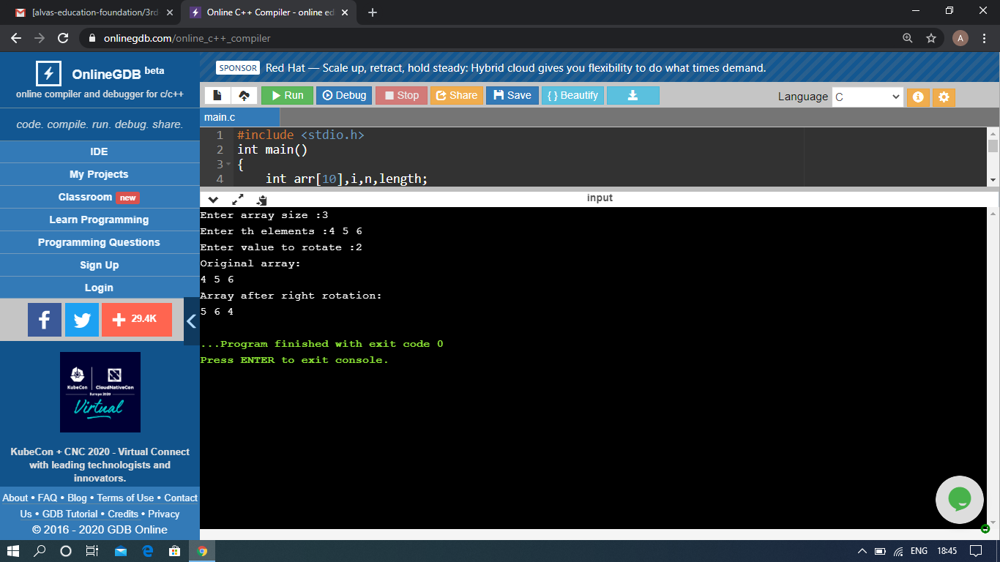 [alvas-education-foundation/3rd
Online C++ Compiler - online ed
onlinegdb.com/online_c++_compiler
A
OnlineGDB beta
online compiler and debugger for c/c++
code. compile. run. debug. share.
IDE
My Projects
Classroom new
Learn Programming
Programming Questions
Sign Up
Login
f
29.4K
KubeCon CloudNativeCon
Europe 2020
Virtual
KubeCon + CNC 2020 - Virtual Connect
with leading technologists and
innovators.
About • FAQ • Blog • Terms of Use • Contact
Us • GDB Tutorial • Credits • Privacy
© 2016 - 2020 GDB Online
SPONSOR Red Hat — Scale up, retract, hold steady: Hybrid cloud gives you flexibility to do what times demand.
Run Debug Stop Share Save { } Beautify Language C
main.c
1 #include <stdio.h>
2 int main()
3 {
4 int arr[10],i,n,length;
input
Enter array size :3
Enter th elements :4 5 6
Enter value to rotate :2
Original array:
4 5 6
Array after right rotation:
5 6 4
...Program finished with exit code 0
Press ENTER to exit console.
ENG 18:45